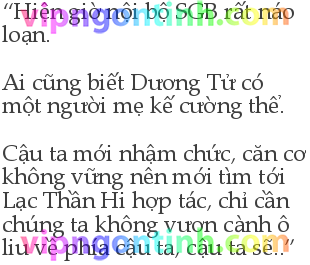 “Hiện giờ nội bộ SGB rất náo
loạn.
Ai cũng biết Dương Tử có
một người mẹ kế cường thế.
Cậu ta mới nhậm chức, căn cơ
không vững nên mới tìm tới
Lạc Thần Hi hợp tác, chỉ cần
chúng ta không vươn cành ô
liu về phía cậu ta, cậu ta sẽ..”
vipngontinh.com
vipngontinh.com